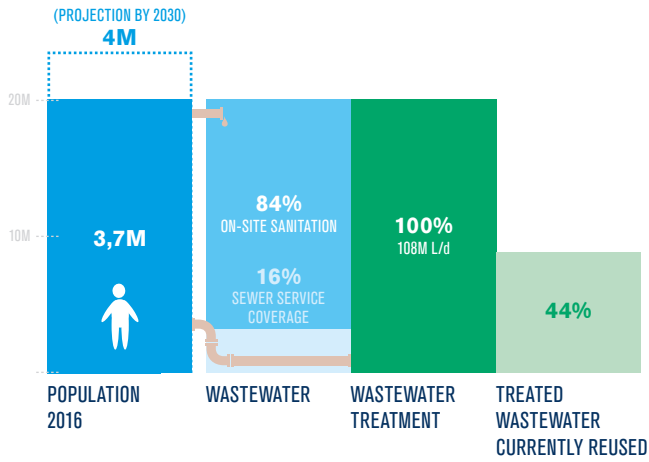 (PROJECTION BY 2030)
4M
20M
10M
3,7M
84%
ON-SITE SANITATION
16%
SEWER SERVICE
COVERAGE
100%
108M L/d
44%
POPULATION
2016
WASTEWATER
WASTEWATER
TREATMENT
TREATED
WASTEWATER
CURRENTLY REUSED